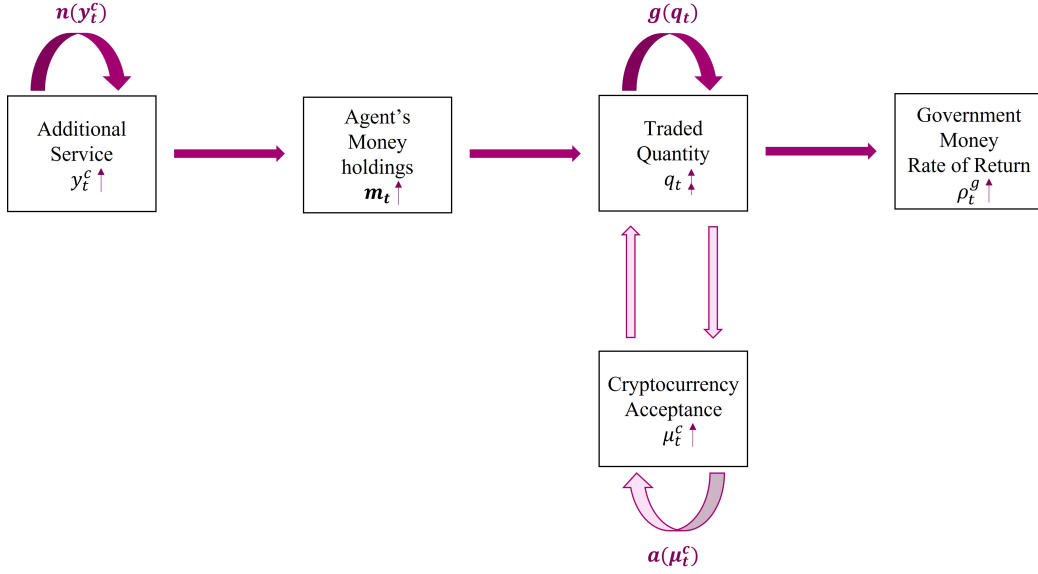 n(y_t^c)
g(q_t)
Additional
Service
y_t^c ↑
Agent's
Money
holdings
m_t ↑
Traded
Quantity
q_t ↑
Government
Money
Rate of Return
ρ_t^g ↑
Cryptocurrency
Acceptance
μ_t^c ↑
a(μ_t^c)